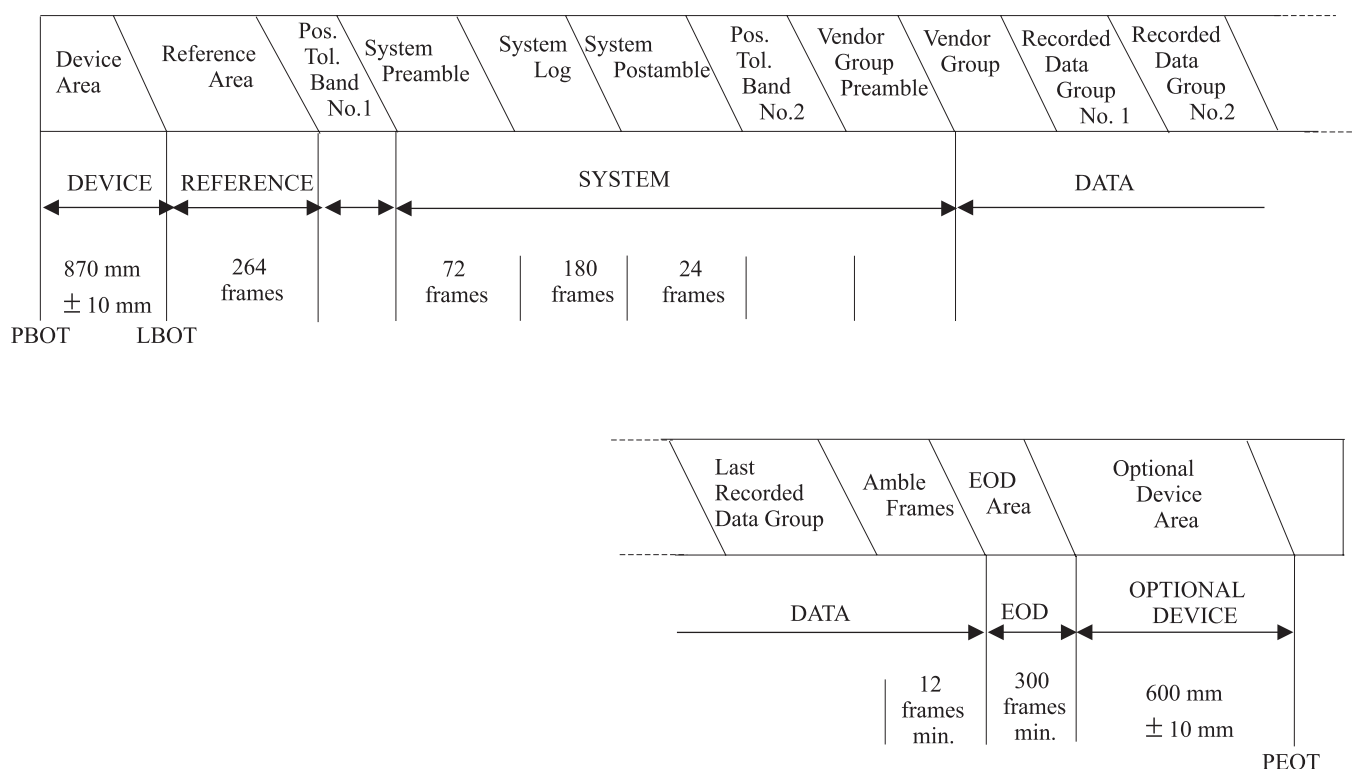 Device
Area
Reference
Area
Pos.
Tol.
Band
No.1
System
Preamble
System
Log
System
Postamble
Pos.
Tol.
Band
No.2
Vendor
Group
Preamble
Vendor
Group
Recorded
Data
Group
No. 1
Recorded
Data
Group
No.2
DEVICE
REFERENCE
SYSTEM
DATA
870 mm
± 10 mm
264
frames
72
frames
180
frames
24
frames
PBOT
LBOT
Last
Recorded
Data Group
Amble
Frames
EOD
Area
Optional
Device
Area
DATA
EOD
OPTIONAL
DEVICE
12
frames
min.
300
frames
min.
600 mm
± 10 mm
PEOT